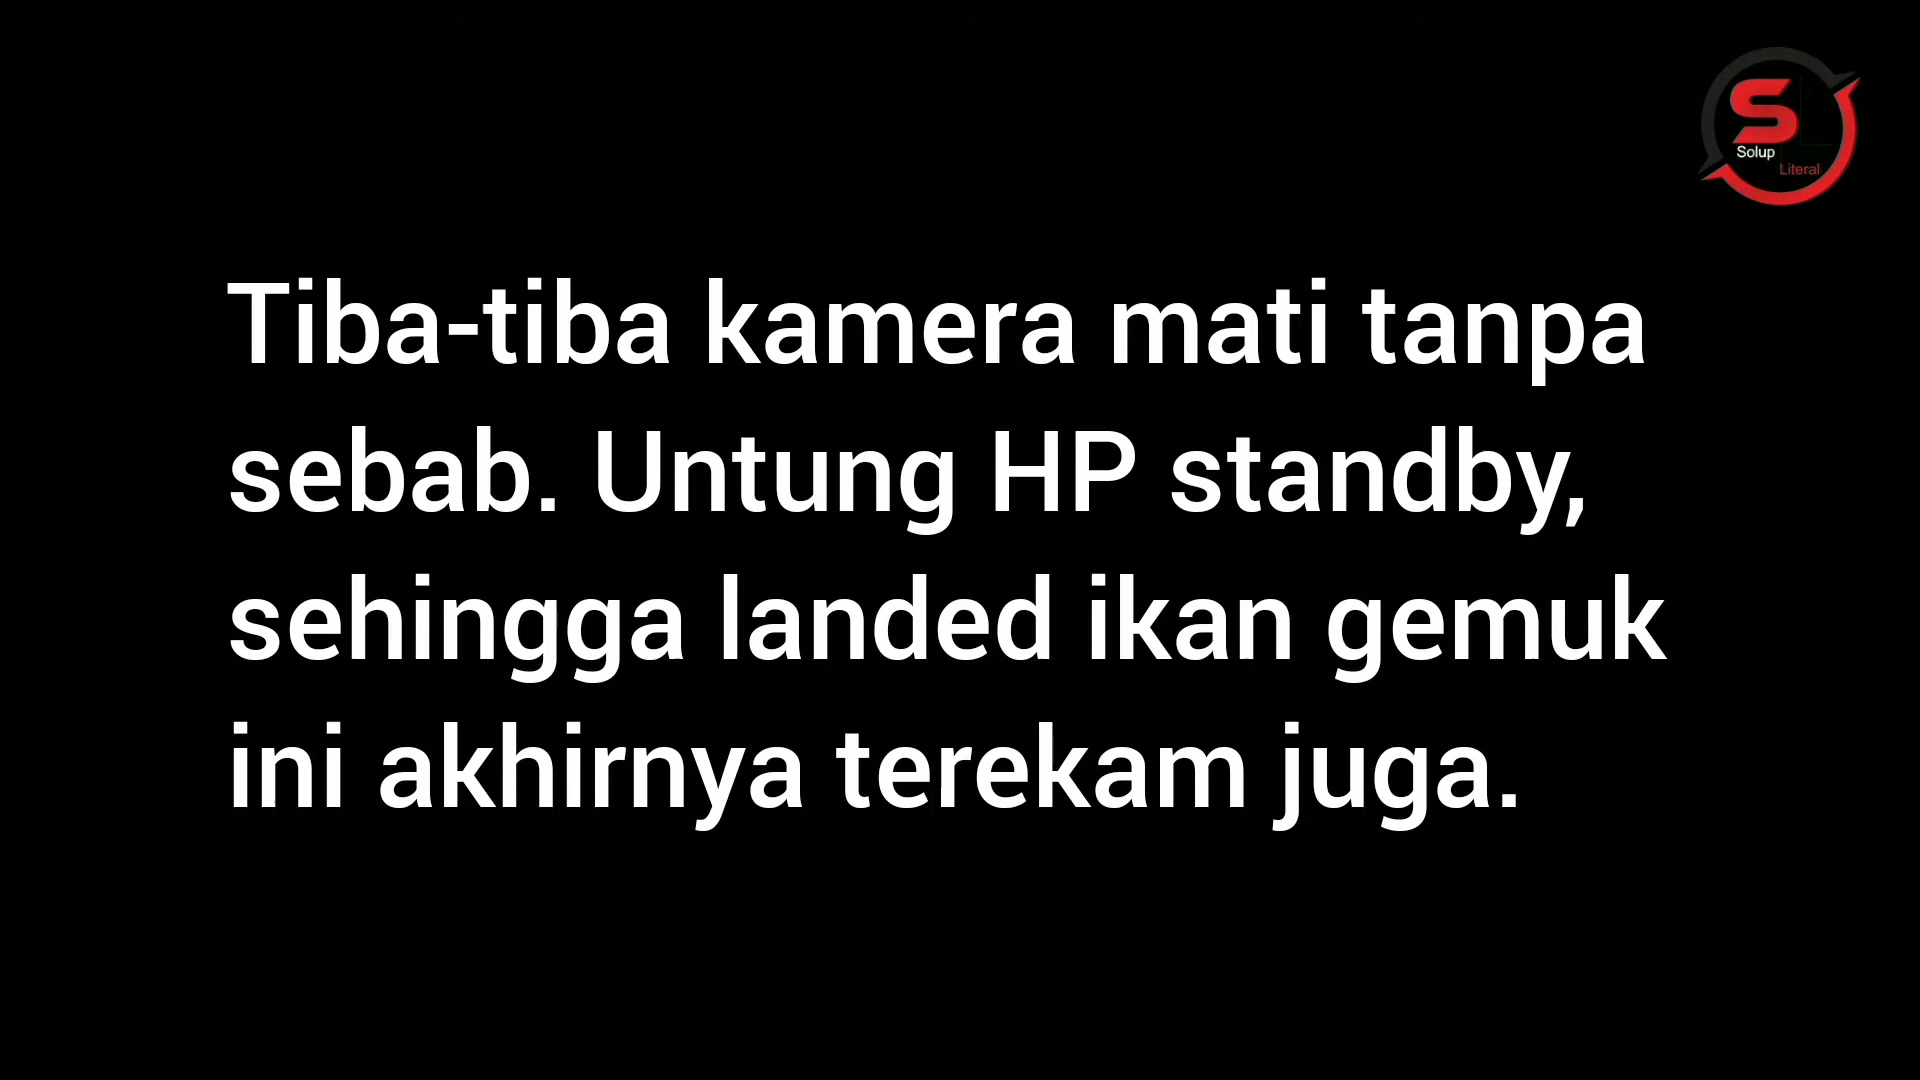 Solup
Literal
Tiba-tiba kamera mati tanpa
sebab. Untung HP standby,
sehingga landed ikan gemuk
ini akhirnya terekam juga.